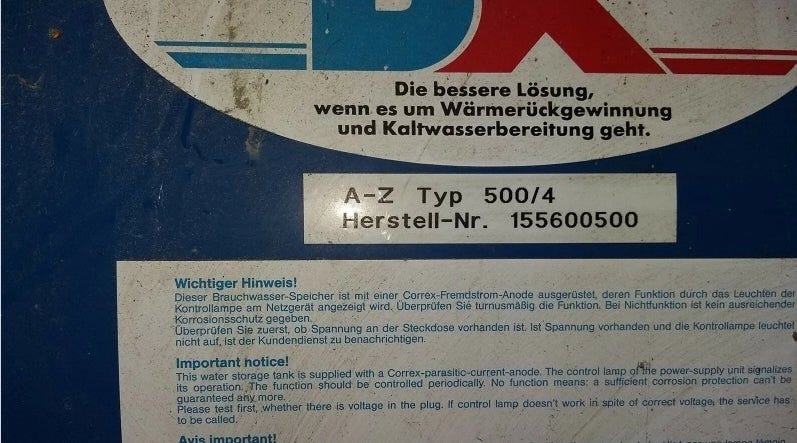 DX
Die bessere Lösung,
wenn es um Wärmerückgewinnung
und Kaltwasserbereitung geht.
A-Z Typ 500/4
Herstell-Nr. 155600500
Wichtiger Hinweis!
Dieser Brauchwasser-Speicher ist mit einer Correx-Fremdstrom-Anode ausgerüstet, deren Funktion durch das Leuchten der
Kontrollampe am Netzgerät angezeigt wird. Überprüfen Sie turnusmäßig die Funktion. Bei Nichtfunktion ist kein ausreichender
Korrosionsschutz gegeben.
Überprüfen Sie zuerst, ob Spannung an der Steckdose vorhanden ist. Ist Spannung vorhanden und die Kontrollampe leuchtet
nicht auf, ist der Kundendienst zu benachrichtigen.
Important notice!
This water storage tank is supplied with a Correx-parasitic-current-anode. The control lamp of the power-supply unit signalizes
its operation. The function should be controlled periodically. No function means: a sufficient corrosion protection can't be
guaranteed any more.
Please test first, whether there is voltage in the plug. If control lamp doesn't work in spite of correct voltage, the service has
to be called.
Avis important!